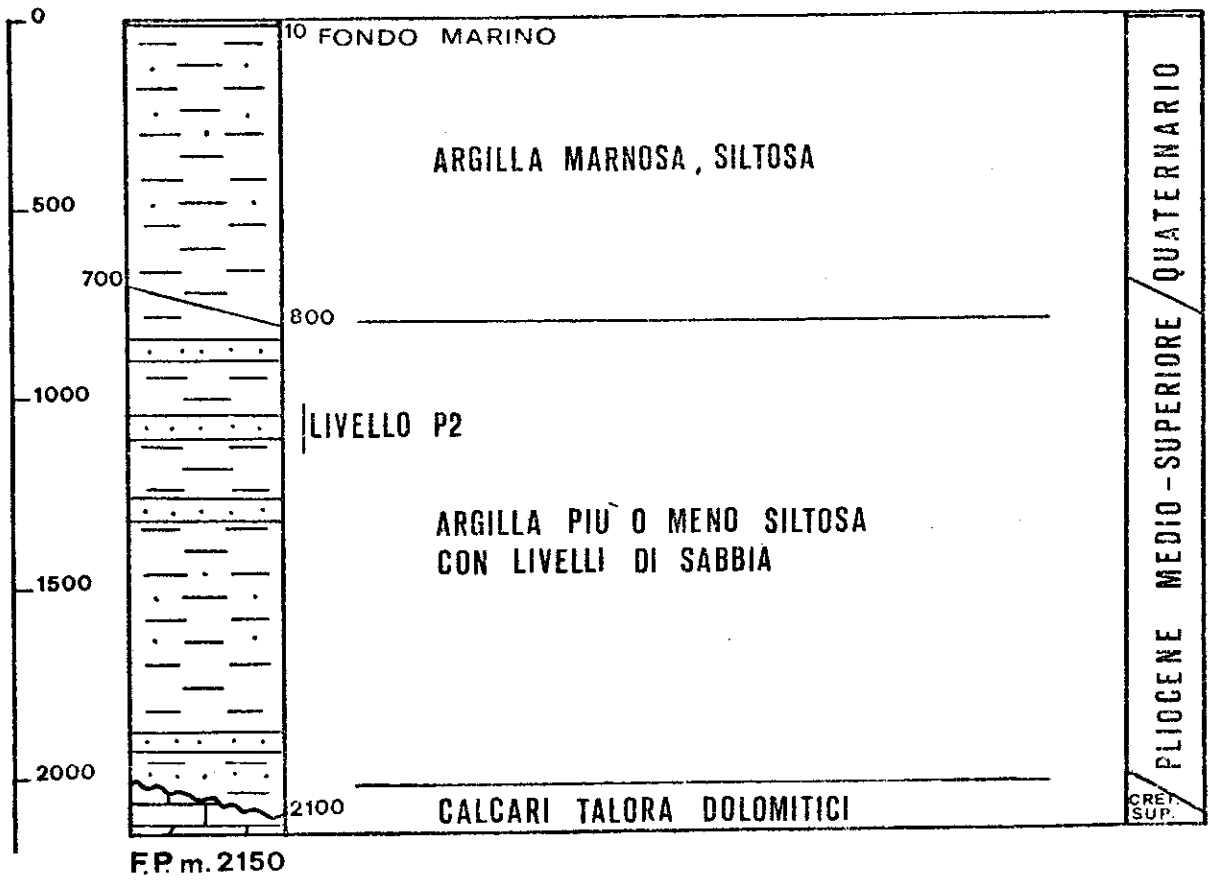 0
10 FONDO MARINO
ARGILLA MARNOSA, SILTOSA
500
700
800
1000
LIVELLO P2
ARGILLA PIÙ O MENO SILTOSA
CON LIVELLI DI SABBIA
1500
2000
2100
CALCARI TALORA DOLOMITICI
F.P. m. 2150
QUATERNARIO
PLIOCENE MEDIO-SUPERIORE
CRET.
SUP.